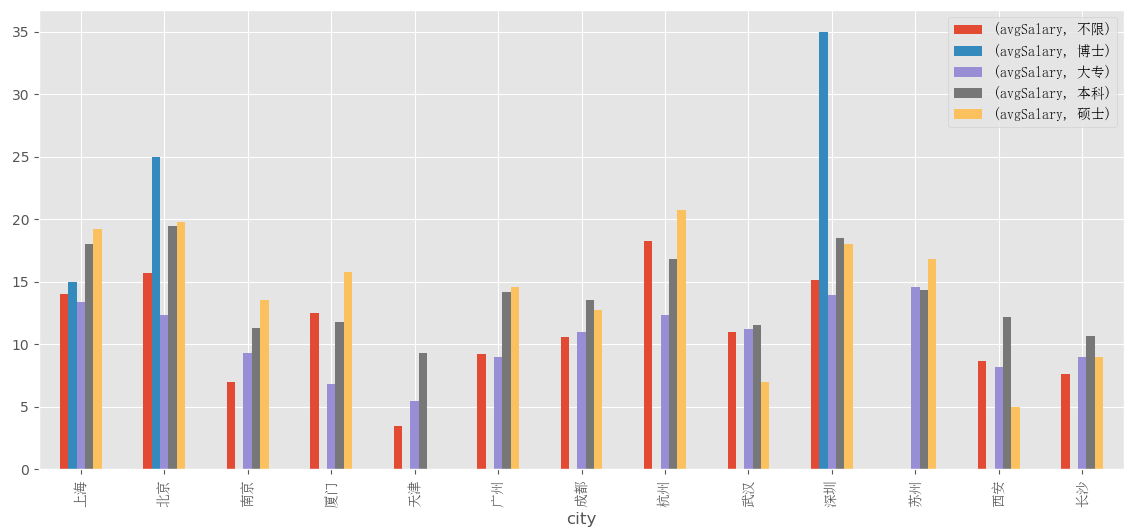 35
30
25
20
15
10
5
0
(avgSalary, 不限)
(avgSalary, 博士)
(avgSalary, 大专)
(avgSalary, 本科)
(avgSalary, 硕士)
上海
北京
南京
厦门
天津
广州
成都
杭州
武汉
深圳
苏州
西安
长沙
city